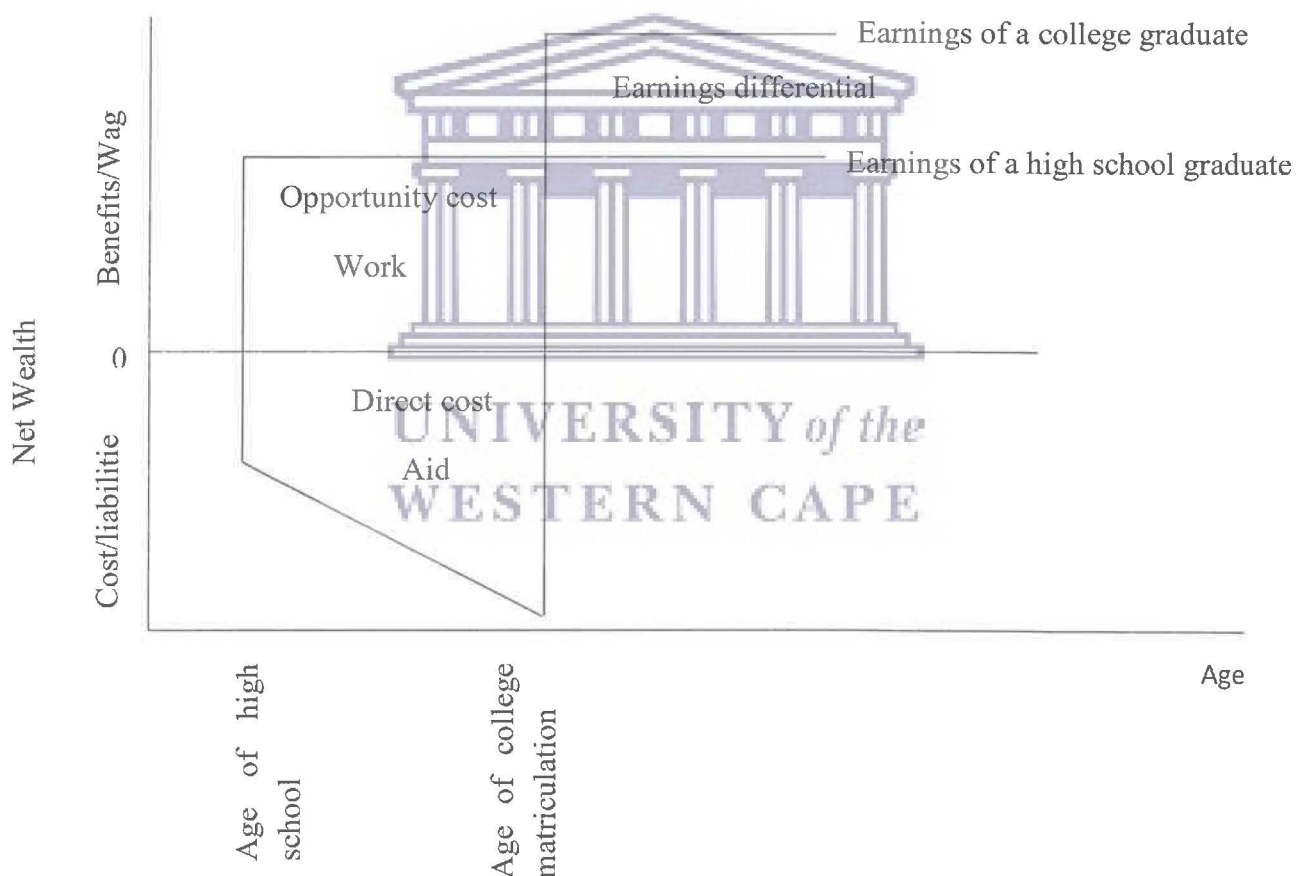 Earnings of a college graduate
Earnings differential
Earnings of a high school graduate
Opportunity cost
Work
Direct cost
Aid
Net Wealth
Benefits/Wag
0
Cost/liabilitie
UNIVERSITY of the
WESTERN CAPE
Age
Age of high
school
Age of college
matriculation